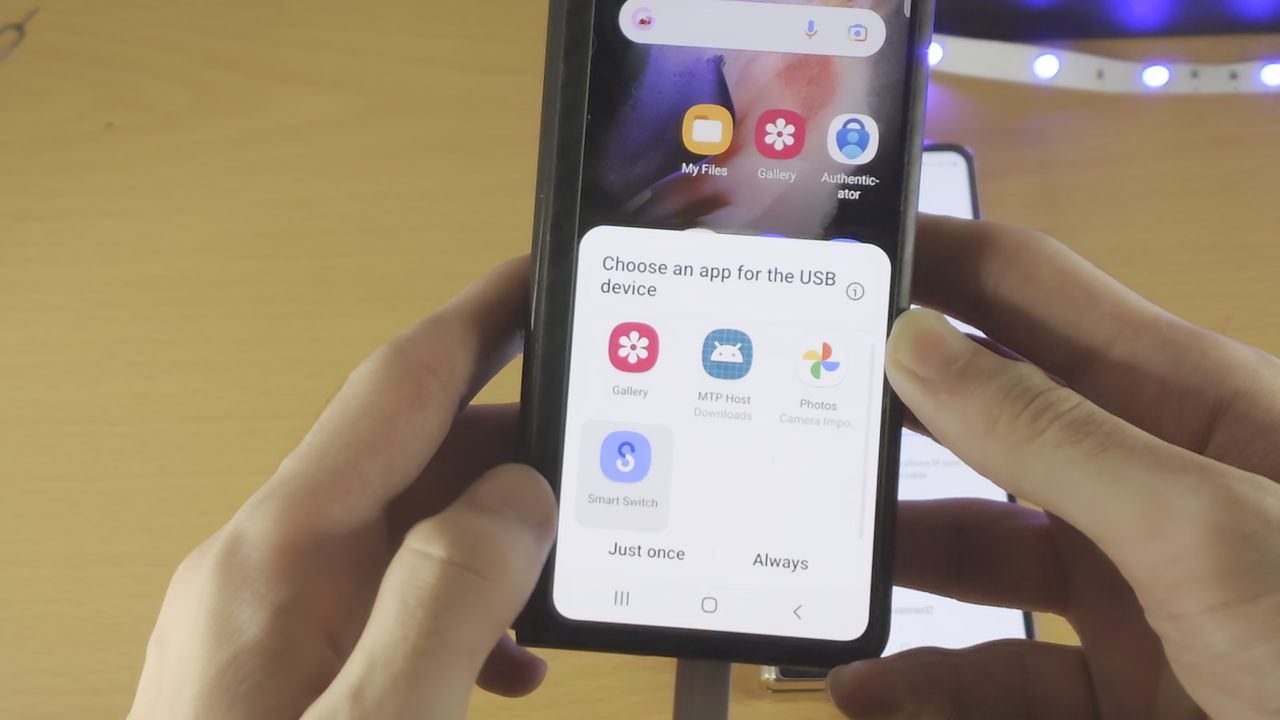 My Files
Gallery
Authentic-
ator
Choose an app for the USB
device
Gallery
MTP Host
Downloads
Photos
Camera Impo
Smart Switch
Just once
Always